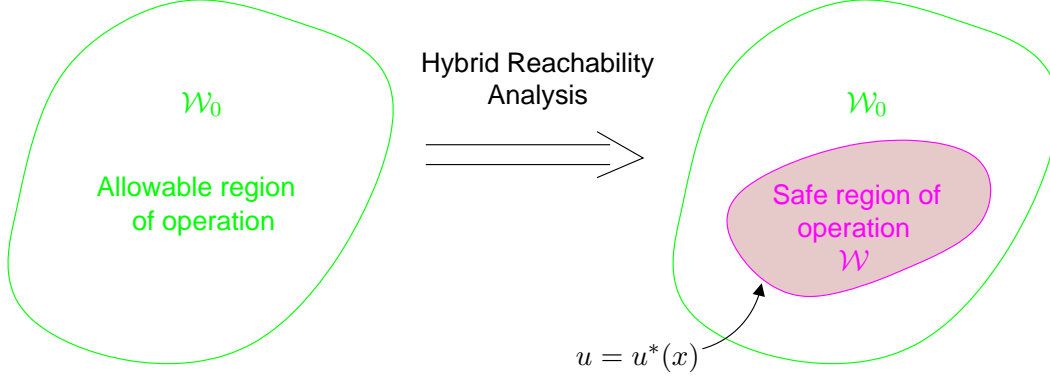 𝒲₀
Allowable region
of operation
Hybrid Reachability
Analysis
𝒲₀
Safe region of
operation
𝒲
u = u*(x)